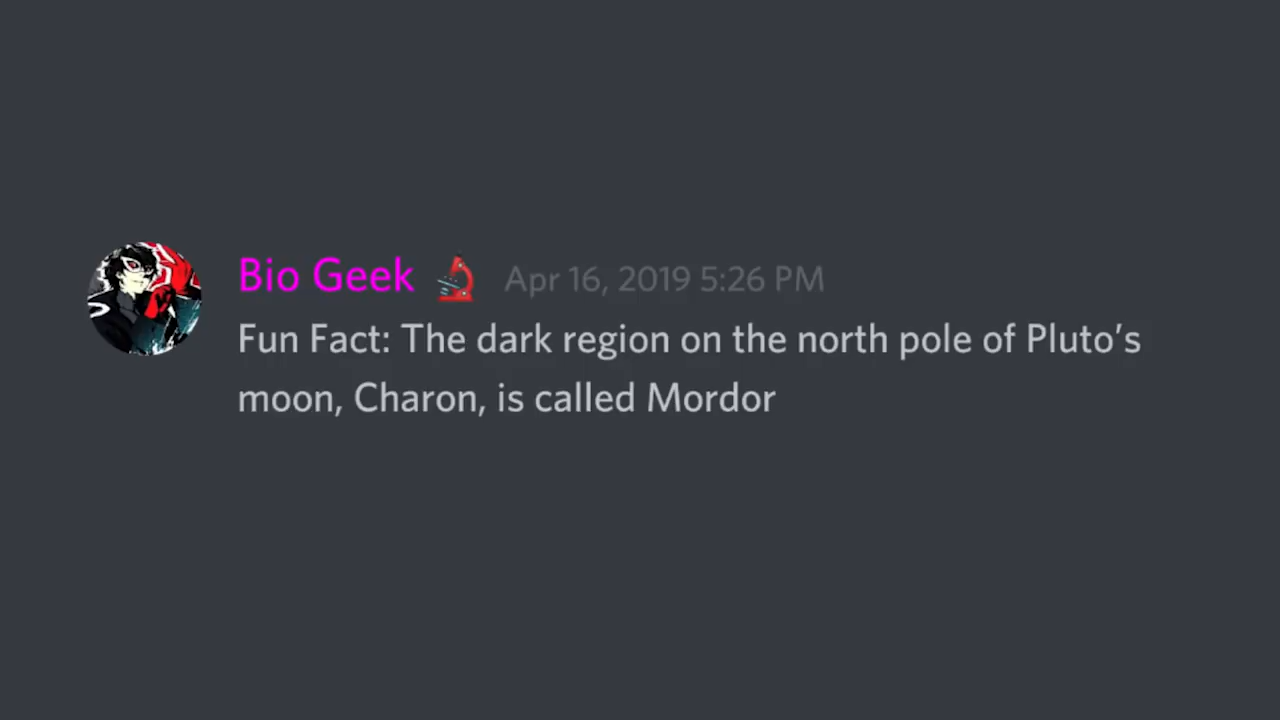 Bio Geek 🔬 Apr 16, 2019 5:26 PM
Fun Fact: The dark region on the north pole of Pluto’s
moon, Charon, is called Mordor